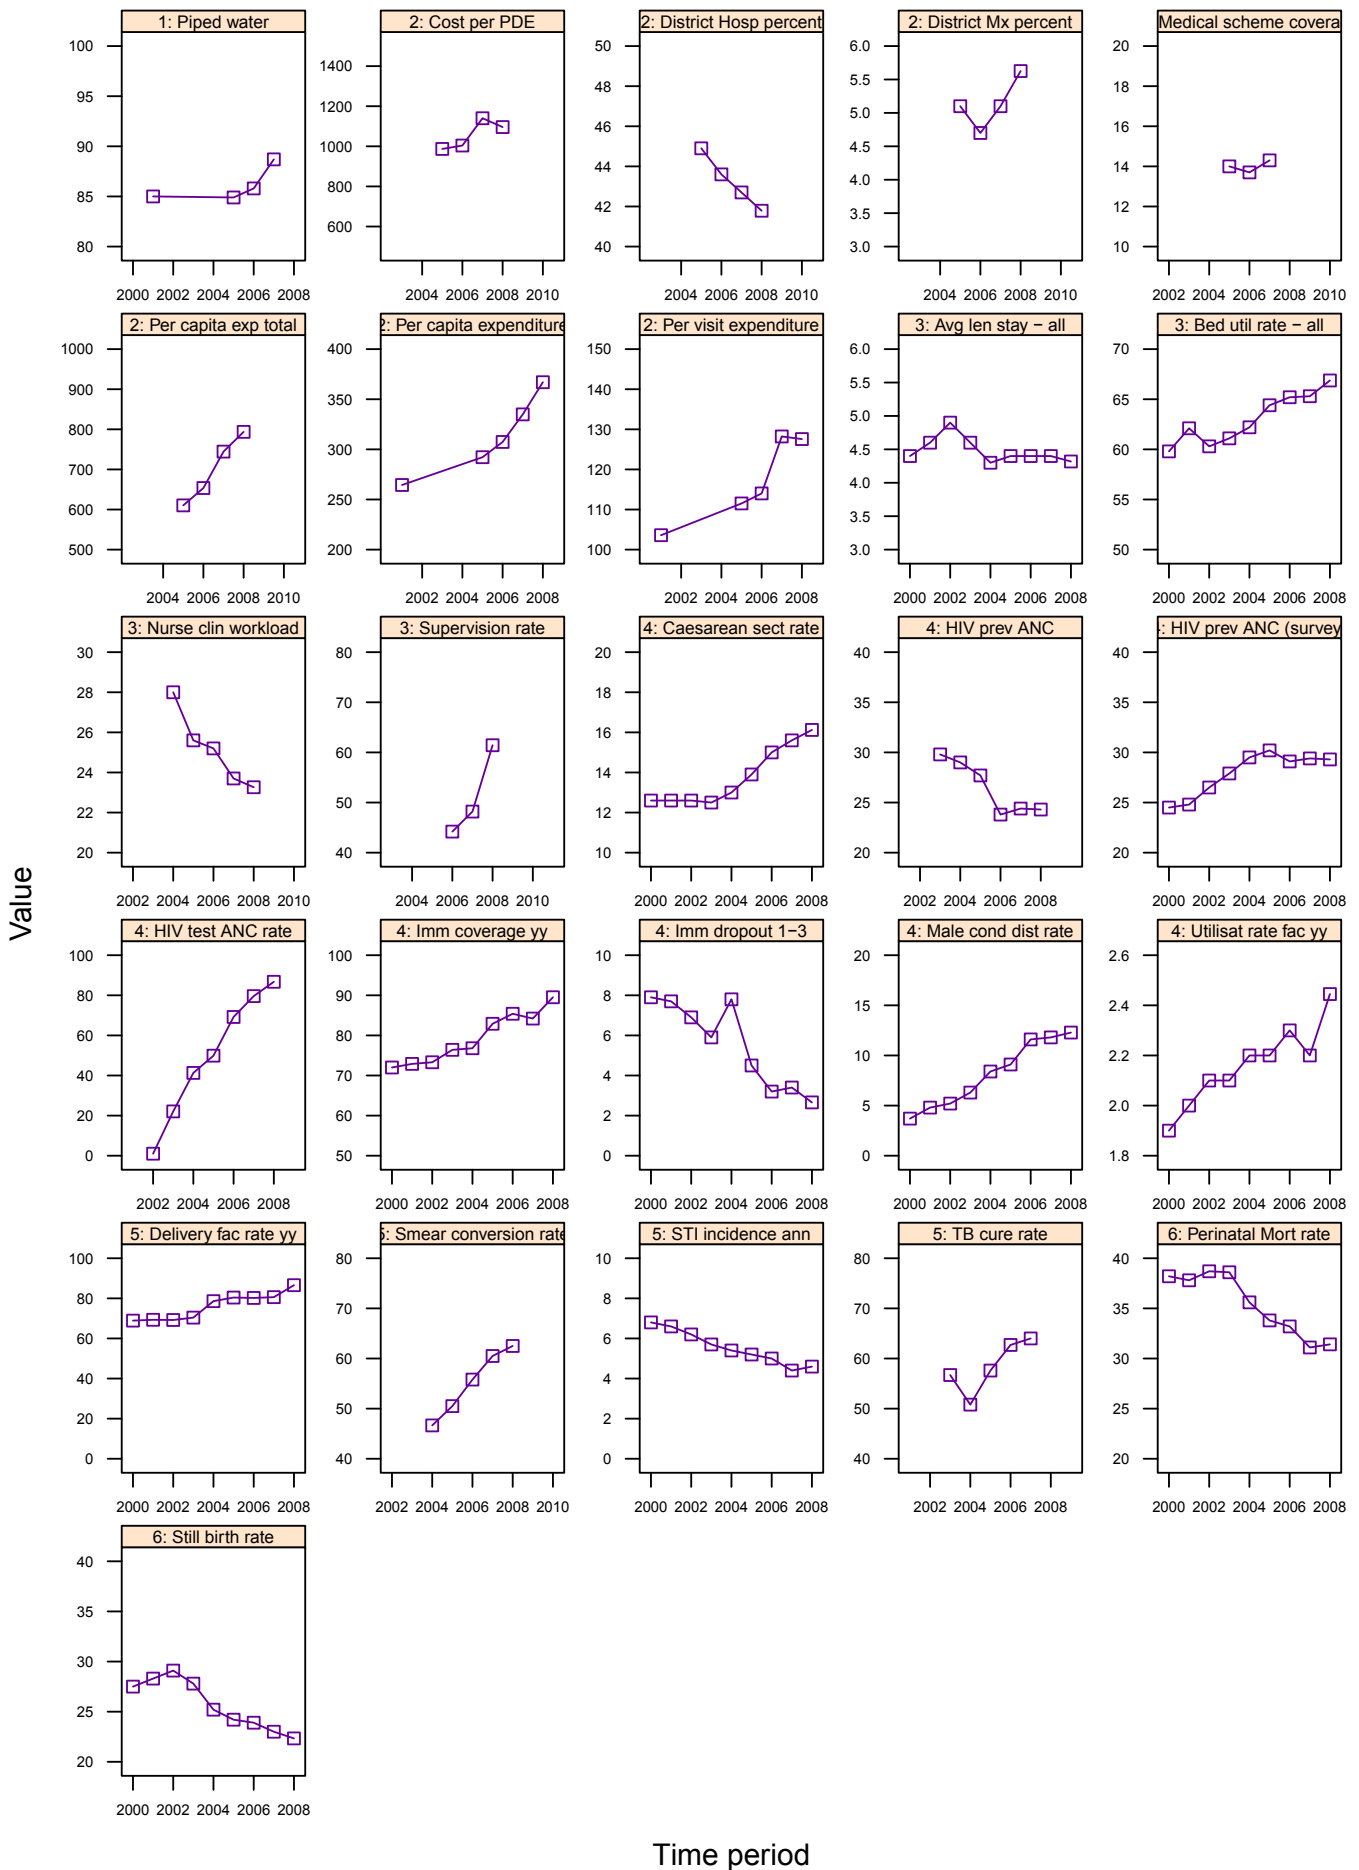 1: Piped water
2: Cost per PDE
2: District Hosp percent
2: District Mx percent
Medical scheme covera
100
95
90
85
80
1400
1200
1000
800
600
50
48
46
44
42
40
6.0
5.5
5.0
4.5
4.0
3.5
3.0
20
18
16
14
12
10
2000 2002 2004 2006 2008
2004 2006 2008 2010
2004 2006 2008 2010
2004 2006 2008 2010
2002 2004 2006 2008 2010
2: Per capita exp total
2: Per capita expenditure
2: Per visit expenditure
3: Avg len stay − all
3: Bed util rate − all
1000
900
800
700
600
500
400
350
300
250
200
150
140
130
120
110
100
6.0
5.5
5.0
4.5
4.0
3.5
3.0
70
65
60
55
50
2004 2006 2008 2010
2002 2004 2006 2008
2002 2004 2006 2008
2000 2002 2004 2006 2008
2000 2002 2004 2006 2008
3: Nurse clin workload
3: Supervision rate
4: Caesarean sect rate
4: HIV prev ANC
4: HIV prev ANC (survey
30
28
26
24
22
20
80
70
60
50
40
20
18
16
14
12
10
40
35
30
25
20
40
35
30
25
20
2002 2004 2006 2008 2010
2004 2006 2008 2010
2000 2002 2004 2006 2008
2002 2004 2006 2008
2000 2002 2004 2006 2008
4: HIV test ANC rate
4: Imm coverage yy
4: Imm dropout 1−3
4: Male cond dist rate
4: Utilisat rate fac yy
100
80
60
40
20
0
100
90
80
70
60
50
10
8
6
4
2
0
20
15
10
5
0
2.6
2.4
2.2
2.0
1.8
2002 2004 2006 2008
2000 2002 2004 2006 2008
2000 2002 2004 2006 2008
2000 2002 2004 2006 2008
2000 2002 2004 2006 2008
5: Delivery fac rate yy
5: Smear conversion rate
5: STI incidence ann
5: TB cure rate
6: Perinatal Mort rate
100
80
60
40
20
0
80
70
60
50
40
10
8
6
4
2
0
80
70
60
50
40
40
35
30
25
20
2000 2002 2004 2006 2008
2002 2004 2006 2008 2010
2000 2002 2004 2006 2008
2002 2004 2006 2008
2000 2002 2004 2006 2008
6: Still birth rate
40
35
30
25
20
2000 2002 2004 2006 2008
Value
Time period